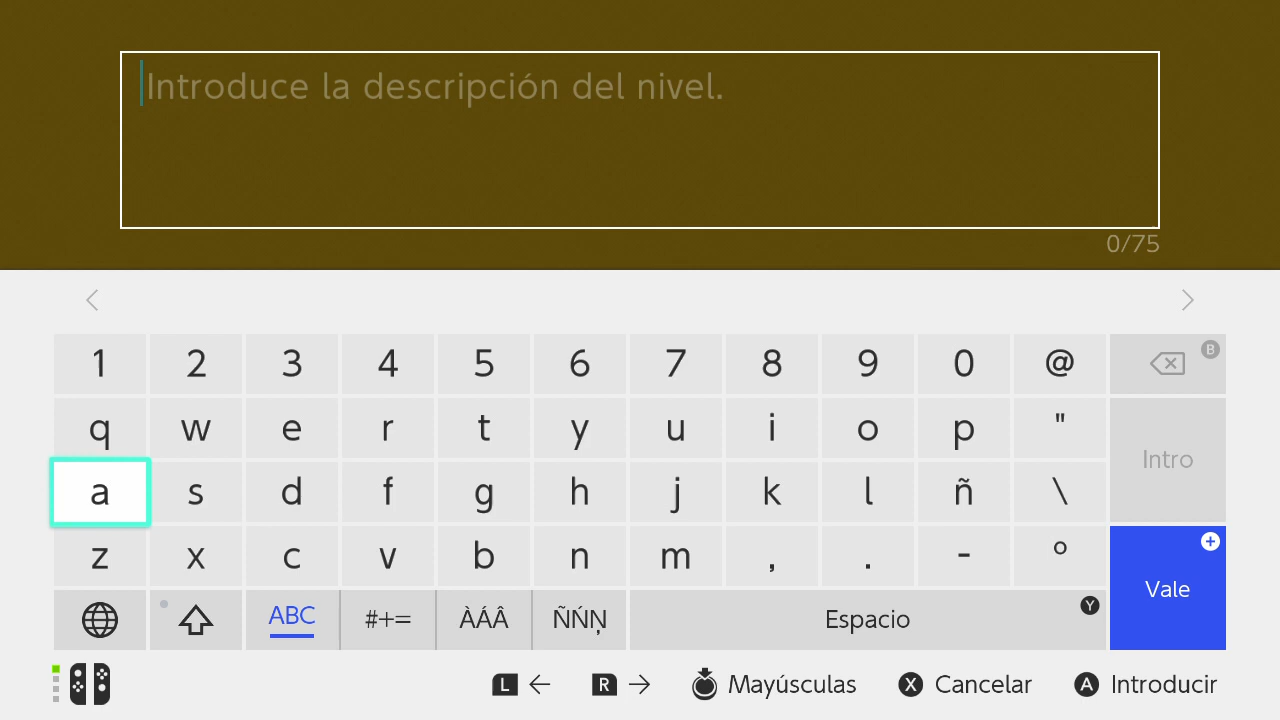 Introduce la descripción del nivel.
0/75
1 2 3 4 5 6 7 8 9 0 @ B
q w e r t y u i o p "
Intro
a s d f g h j k l ñ \
z x c v b n m , . - º
Vale
ABC #+= ÀÁÂ ÑŃŅ Espacio Y
L ← R → Mayúsculas X Cancelar A Introducir